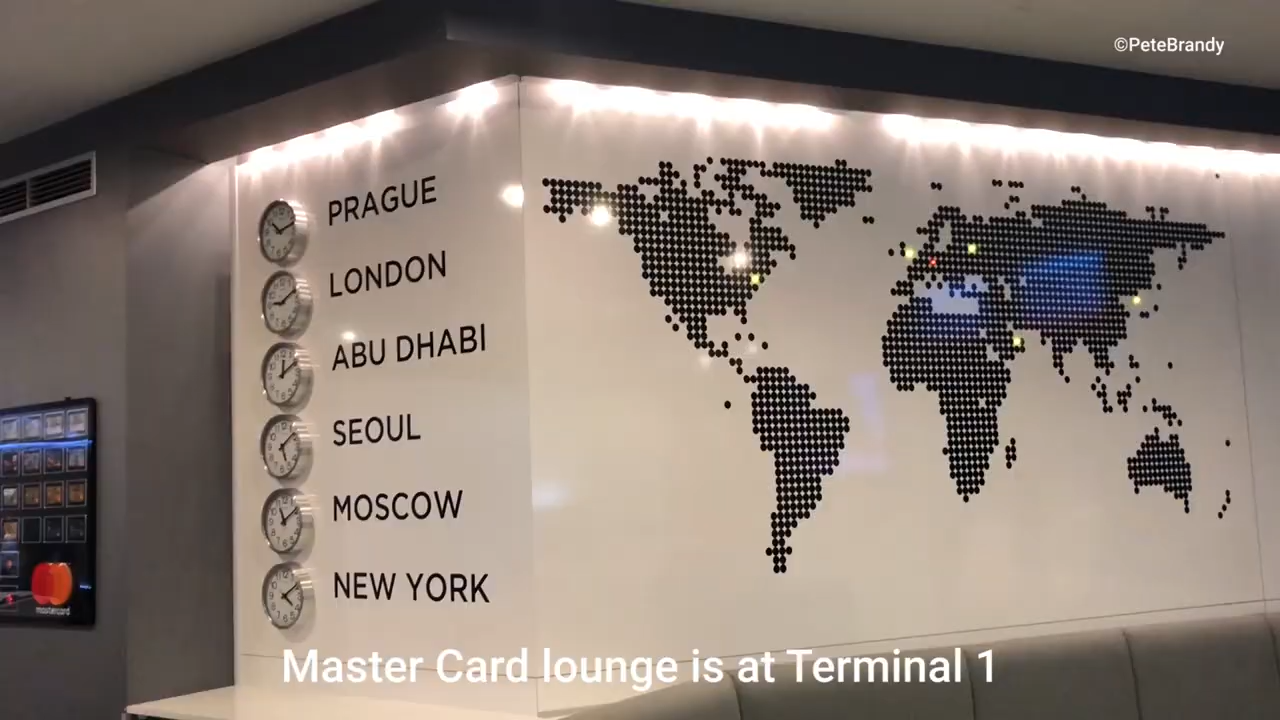 ©PeteBrandy
PRAGUE
LONDON
ABU DHABI
SEOUL
MOSCOW
NEW YORK
mastercard
Master Card lounge is at Terminal 1